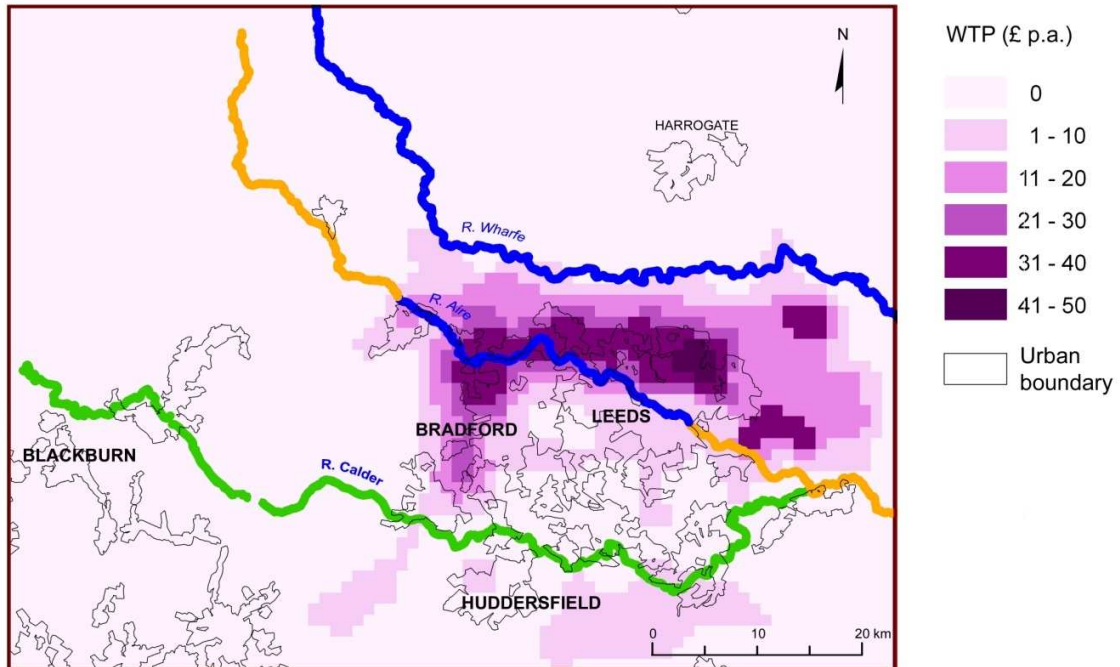 N
HARROGATE
R. Wharfe
R. Aire
LEEDS
BRADFORD
BLACKBURN
R. Calder
HUDDERSFIELD
0 10 20 km
WTP (£ p.a.)
0
1 - 10
11 - 20
21 - 30
31 - 40
41 - 50
Urban
boundary